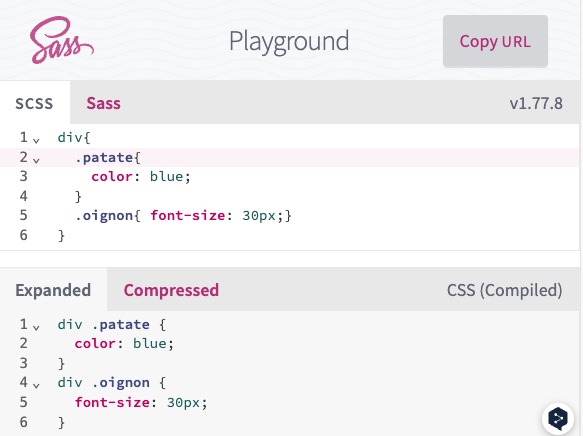 Sass
Playground
Copy URL
SCSS
Sass
v1.77.8
1 div{
2 .patate{
3 color: blue;
4 }
5 .oignon{ font-size: 30px;}
6 }
Expanded
Compressed
CSS (Compiled)
1 div .patate {
2 color: blue;
3 }
4 div .oignon {
5 font-size: 30px;
6 }